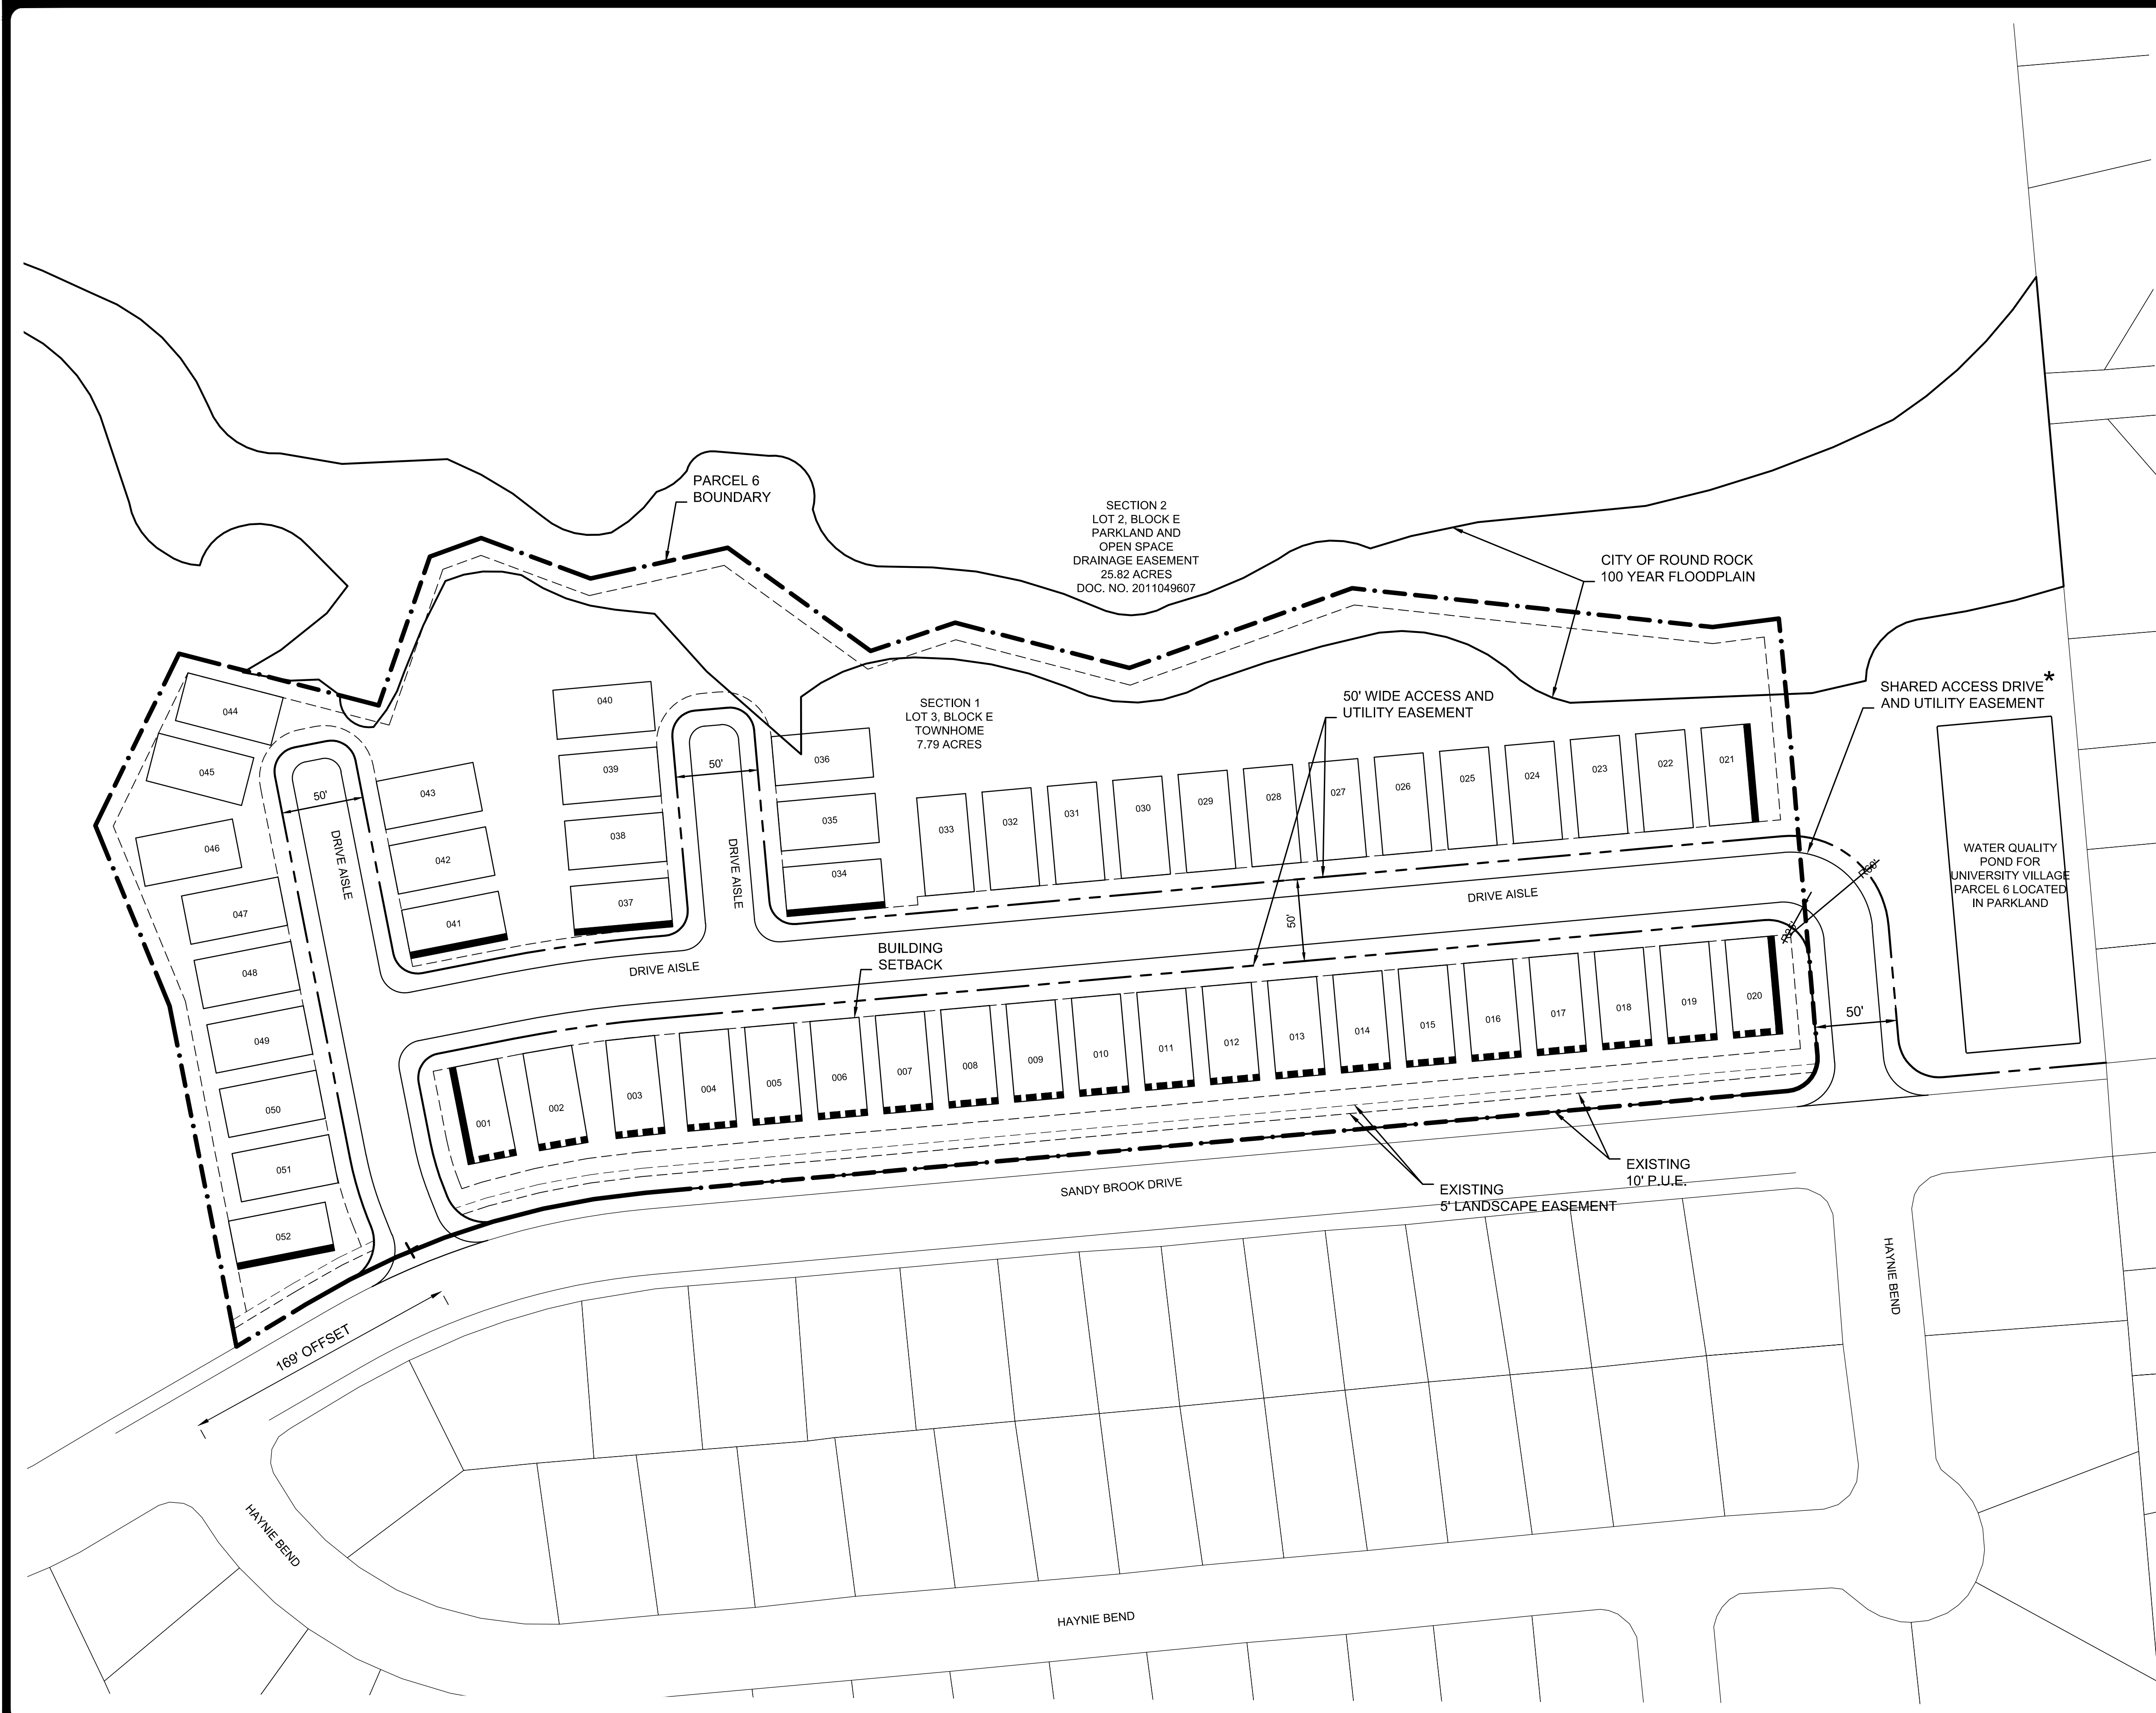 PARCEL 6
BOUNDARY
SECTION 2
LOT 2, BLOCK E
PARKLAND AND
OPEN SPACE
DRAINAGE EASEMENT
25.82 ACRES
DOC. NO. 2011049607
CITY OF ROUND ROCK
100 YEAR FLOODPLAIN
SHARED ACCESS DRIVE*
AND UTILITY EASEMENT
50' WIDE ACCESS AND
UTILITY EASEMENT
SECTION 1
LOT 3, BLOCK E
TOWNHOME
7.79 ACRES
WATER QUALITY
POND FOR
UNIVERSITY VILLAGE
PARCEL 6 LOCATED
IN PARKLAND
044
045
046
047
048
049
050
051
052
50'
DRIVE AISLE
043
042
041
040
039
038
037
50'
DRIVE AISLE
036
035
034
033
032
031
030
029
028
027
026
025
024
023
022
021
DRIVE AISLE
DRIVE AISLE
50'
R60'
50'
BUILDING
SETBACK
001
002
003
004
005
006
007
008
009
010
011
012
013
014
015
016
017
018
019
020
EXISTING
10' P.U.E.
EXISTING
5' LANDSCAPE EASEMENT
SANDY BROOK DRIVE
169' OFFSET
HAYNIE BEND
HAYNIE BEND
HAYNIE BEND